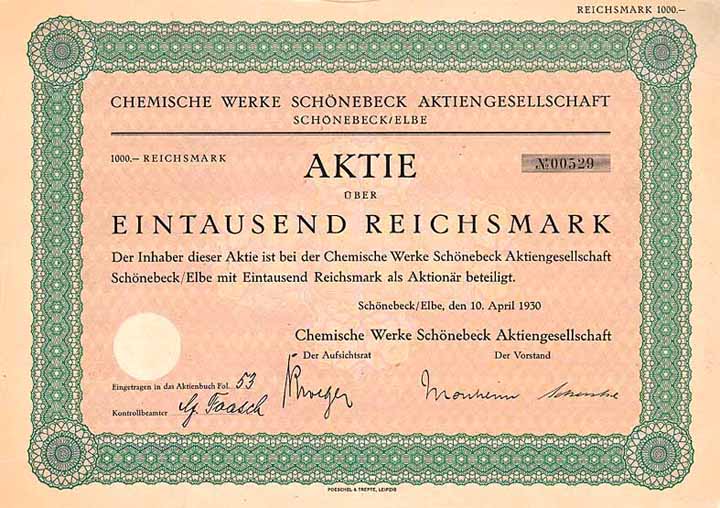 REICHSMARK 1000.—
CHEMISCHE WERKE SCHÖNEBECK AKTIENGESELLSCHAFT
SCHÖNEBECK/ELBE
1000.— REICHSMARK AKTIE № 00529
ÜBER
EINTAUSEND REICHSMARK
Der Inhaber dieser Aktie ist bei der Chemische Werke Schönebeck Aktiengesellschaft
Schönebeck/Elbe mit Eintausend Reichsmark als Aktionär beteiligt.
Schönebeck/Elbe, den 10. April 1930
Chemische Werke Schönebeck Aktiengesellschaft
Der Aufsichtsrat Der Vorstand
Eingetragen in das Aktienbuch Fol. 53
Kontrollbeamter
POESCHEL & TREPTE, LEIPZIG